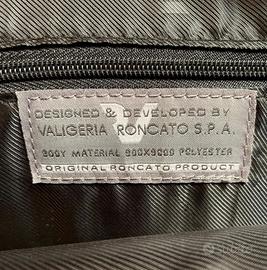 DESIGNED & DEVELOPED BY
VALIGERIA RONCATO S.P.A.
BODY MATERIAL 900X9000 POLYESTER
ORIGINAL RONCATO PRODUCT